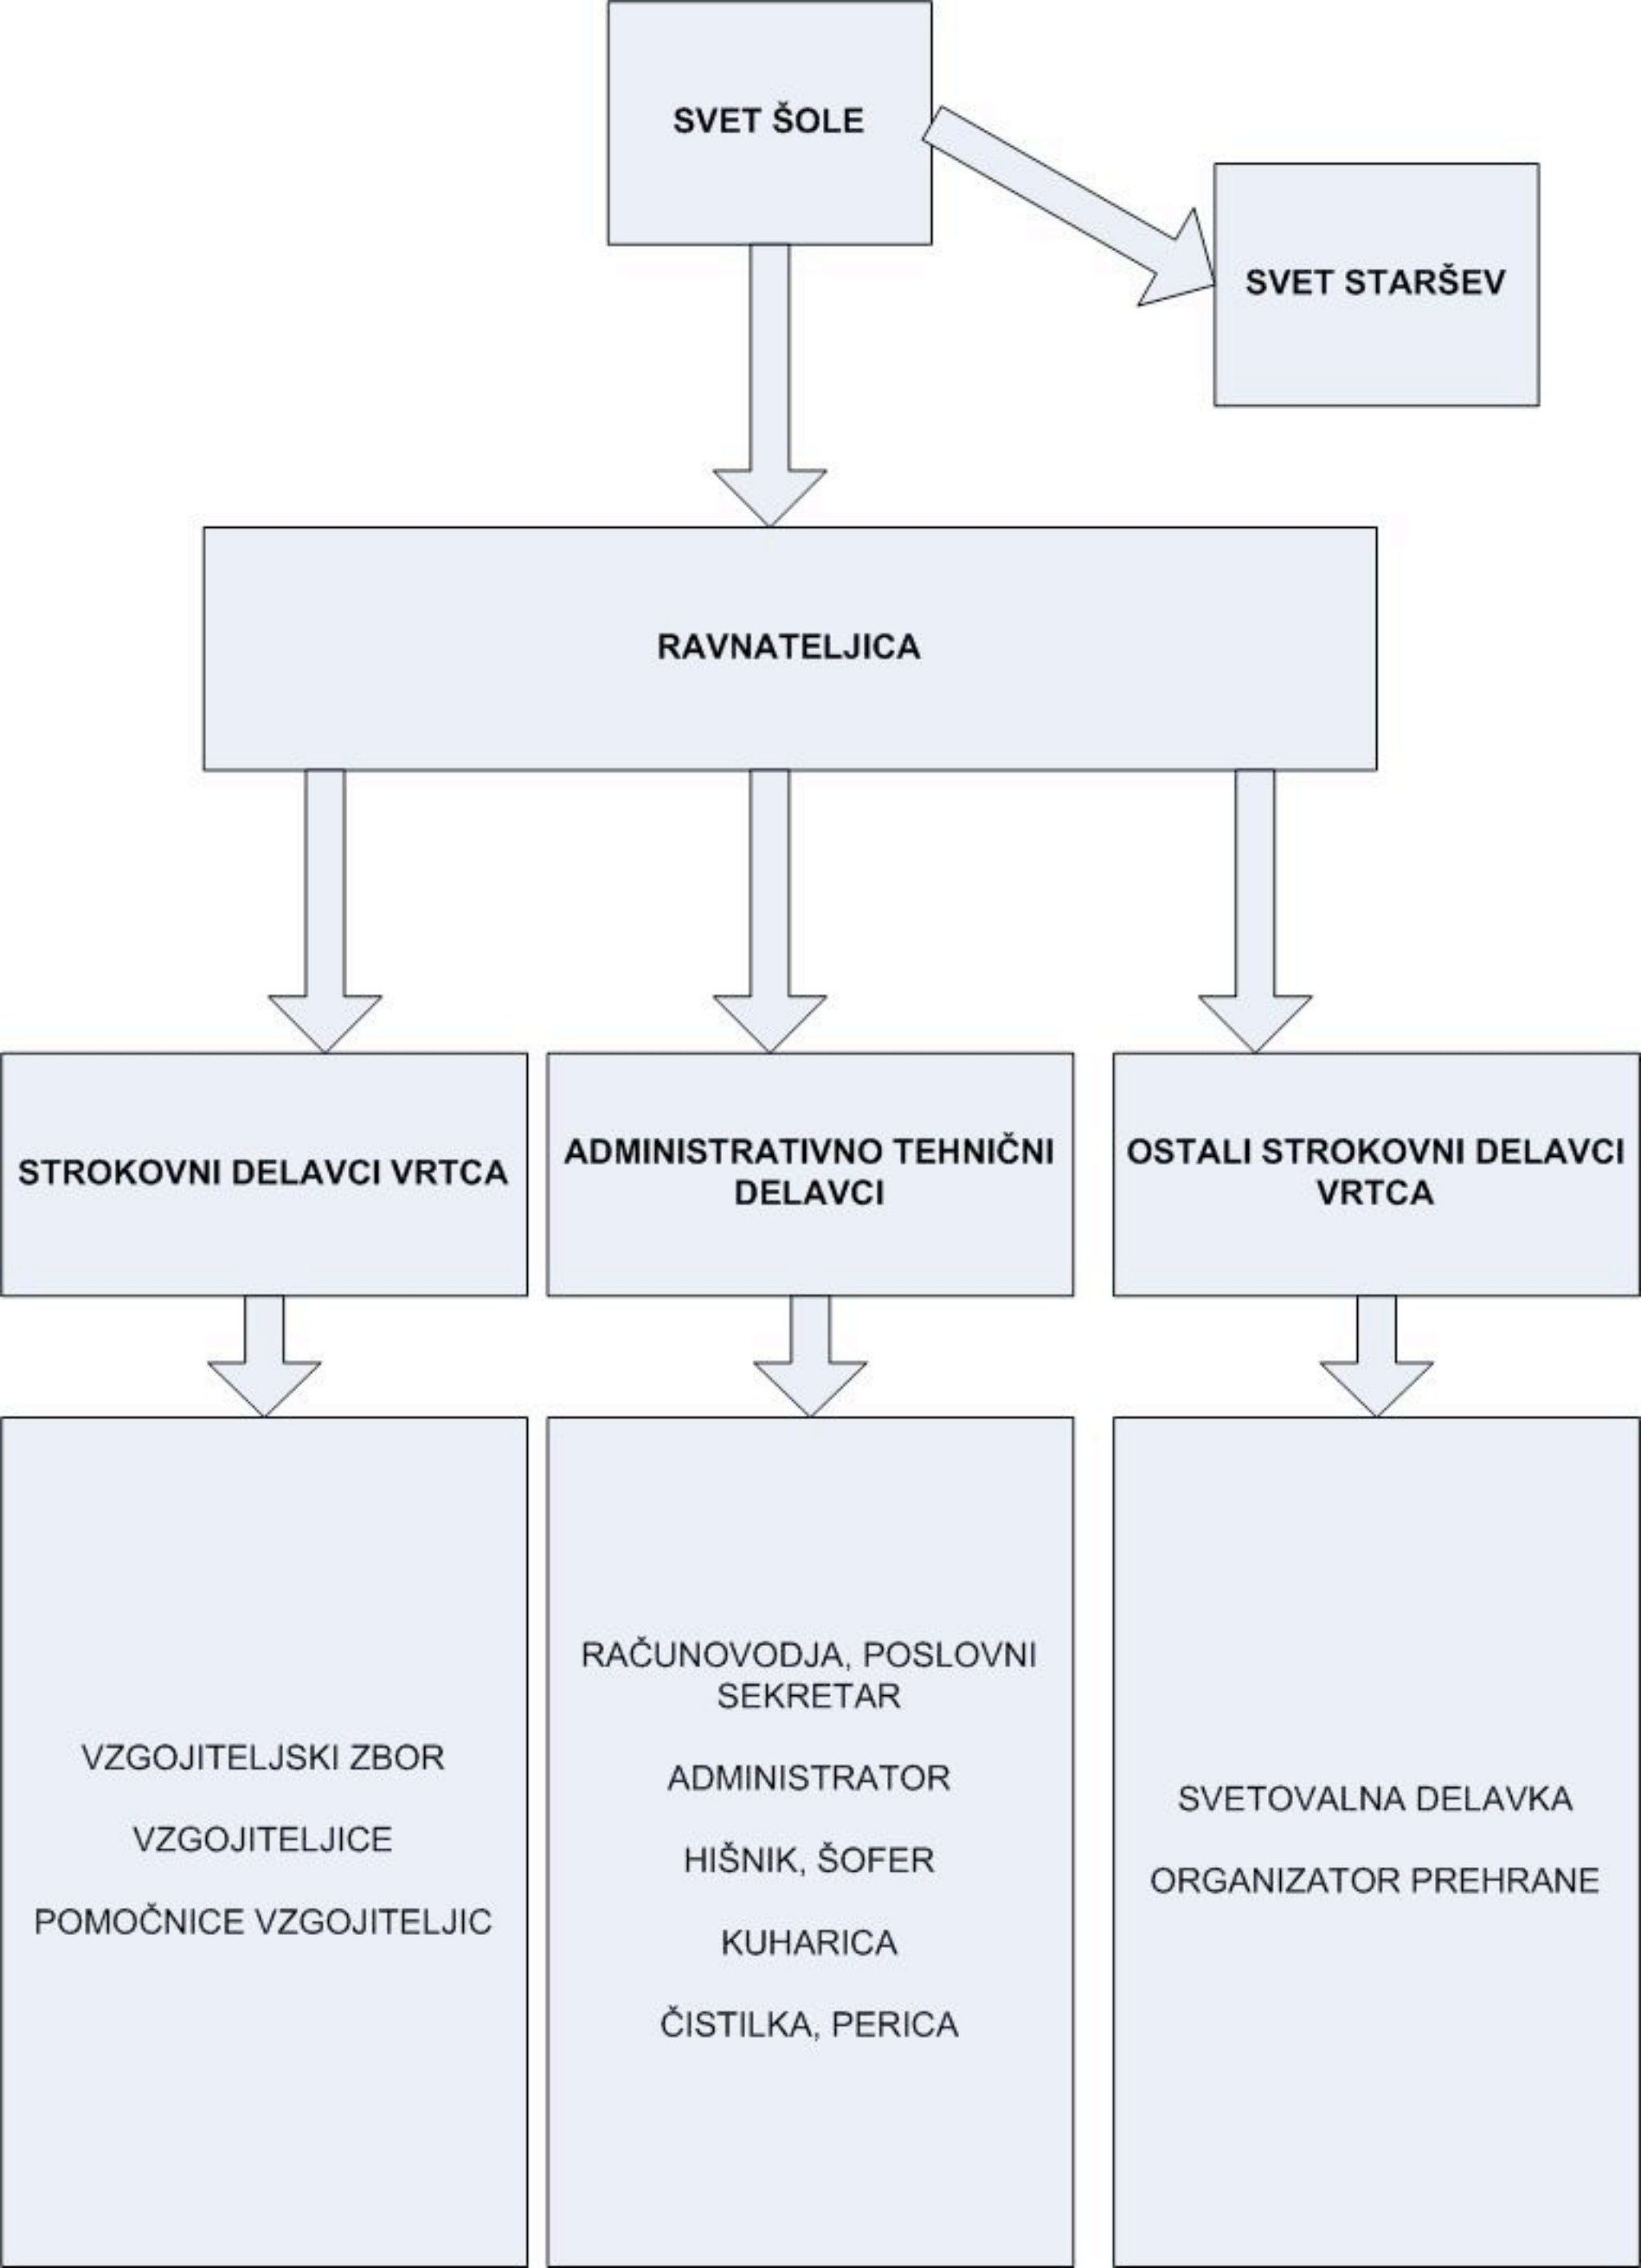 SVET ŠOLE
SVET STARŠEV
RAVNATELJICA
STROKOVNI DELAVCI VRTCA
ADMINISTRATIVNO TEHNIČNI
DELAVCI
OSTALI STROKOVNI DELAVCI
VRTCA
VZGOJITELJSKI ZBOR
VZGOJITELJICE
POMOČNICE VZGOJITELJIC
RAČUNOVODJA, POSLOVNI
SEKRETAR
ADMINISTRATOR
HIŠNIK, ŠOFER
KUHARICA
ČISTILKA, PERICA
SVETOVALNA DELAVKA
ORGANIZATOR PREHRANE